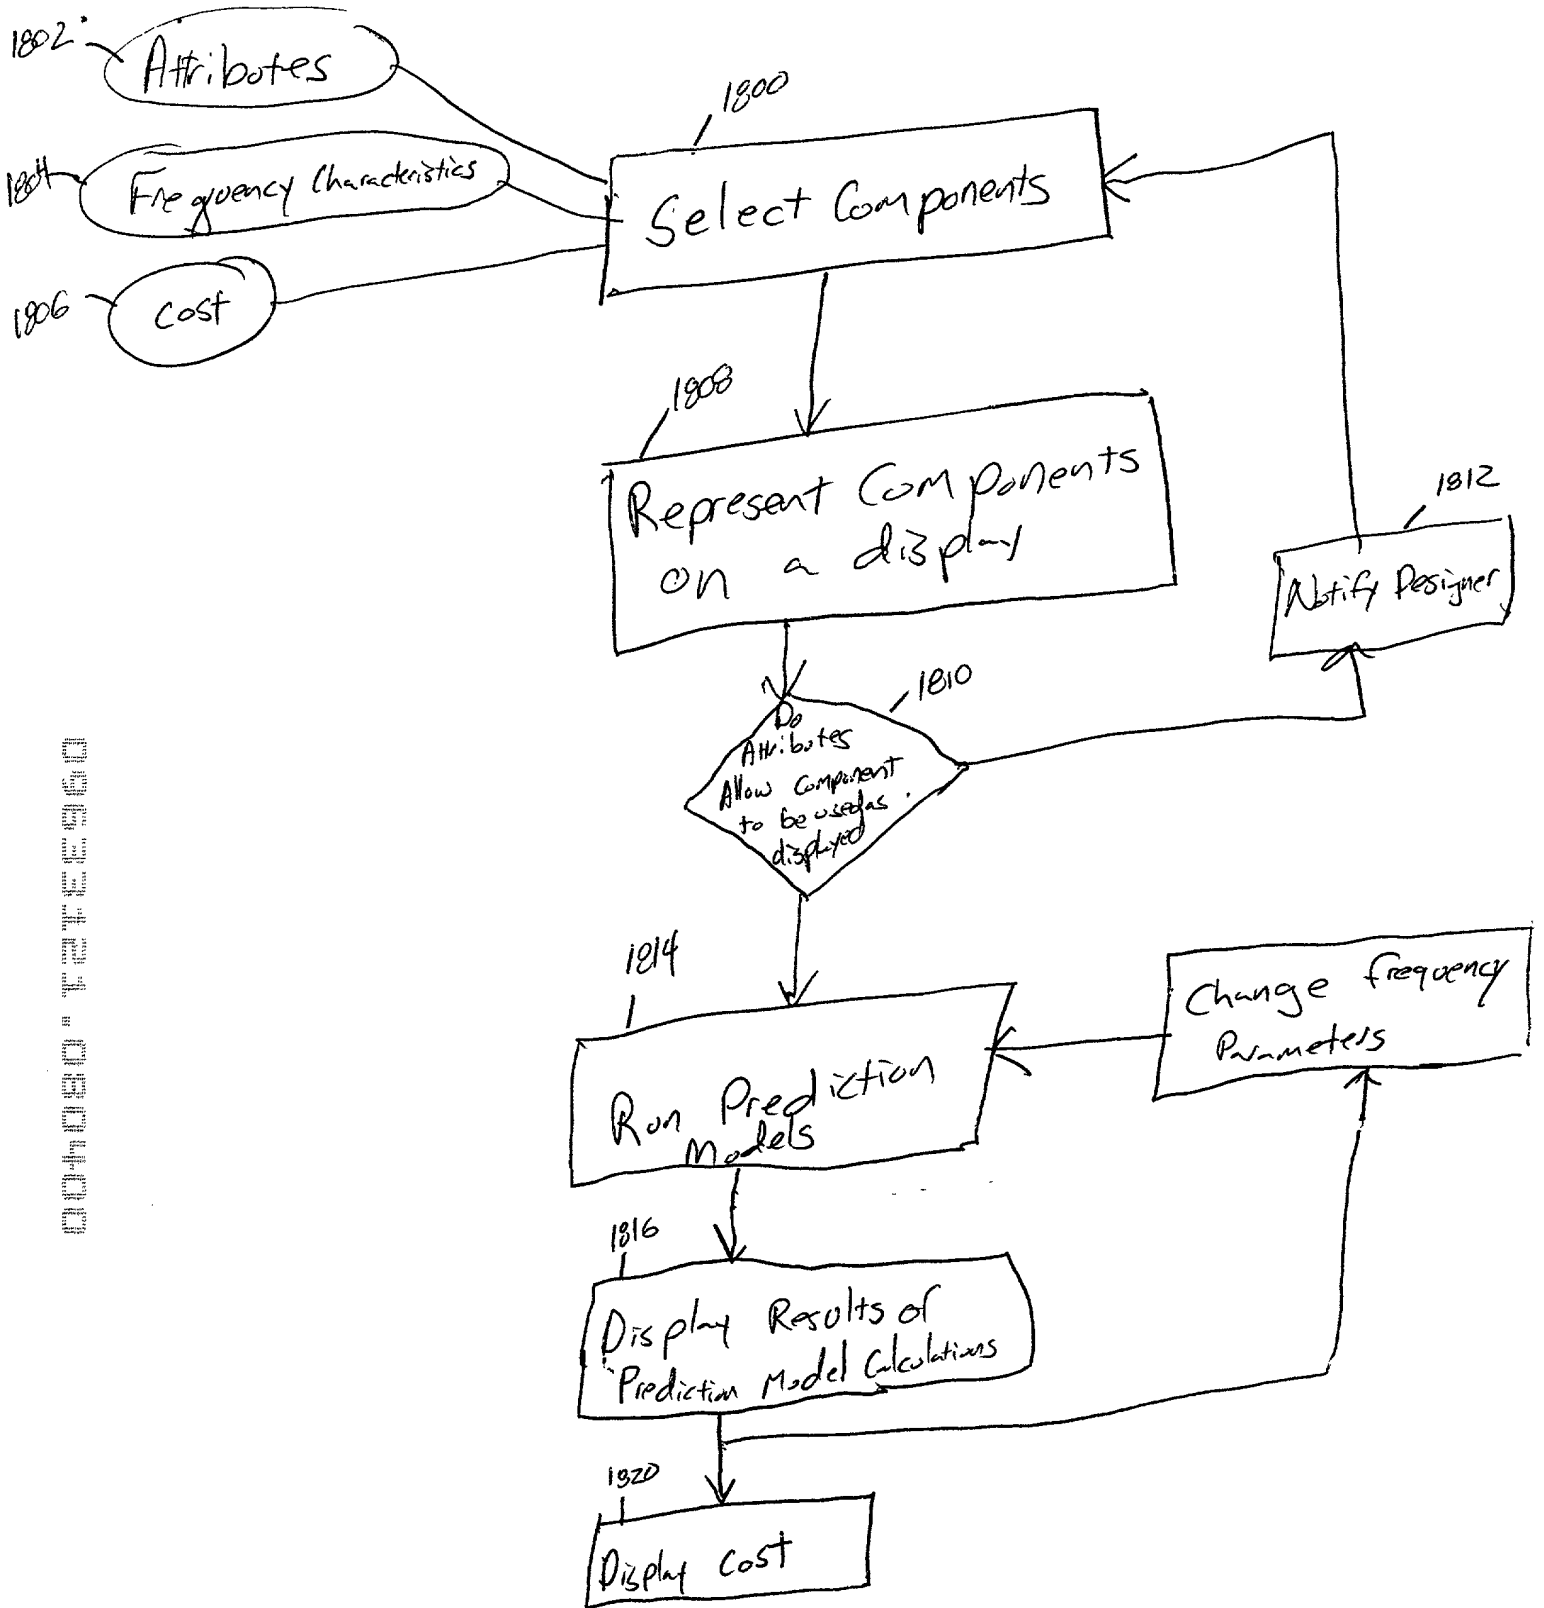 1802
Attributes
1800
1804
Frequency Characteristics
Select Components
1806
Cost
1808
Represent Components
on a display
1812
Notify Designer
1810
Do
Attributes
Allow component
to be used as
displayed
1814
Change frequency
Parameters
Run Prediction
Models
1816
Display Results of
Prediction Model Calculations
1820
Display Cost
09633121.080400